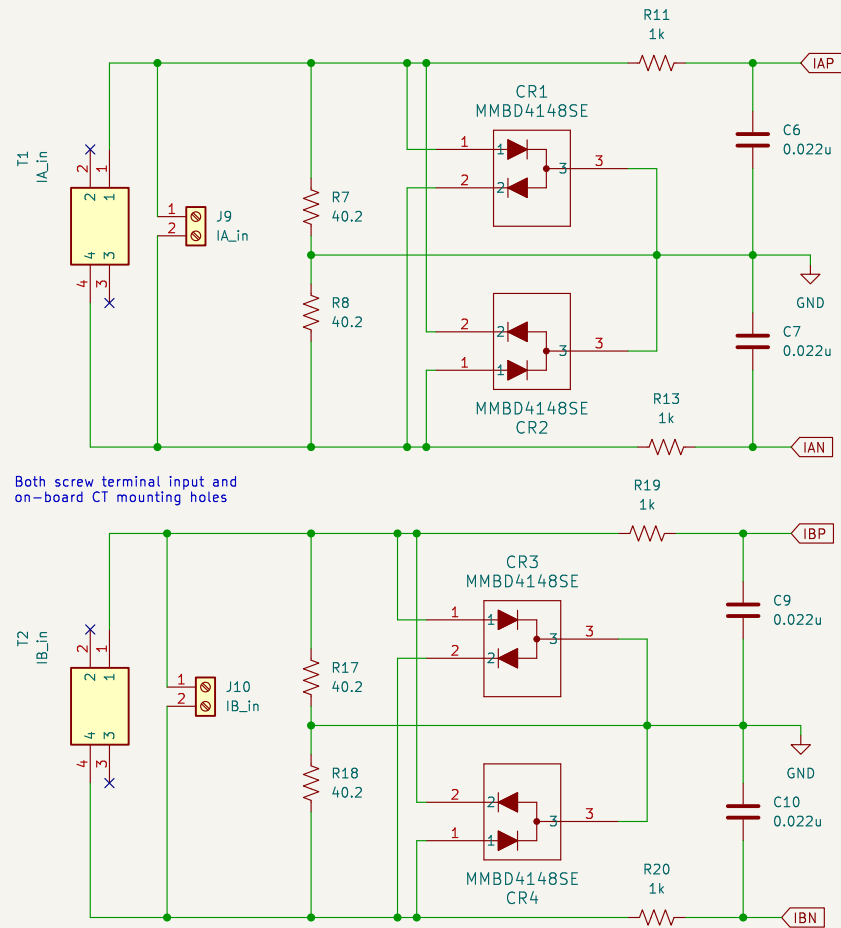 R11
1k
IAP
CR1
MMBD4148SE
T1
IA_in
2
1
2
1
4
3
4
3
1
2
J9
IA_in
R7
40.2
1
1
2
2
3
3
C6
0.022u
R8
40.2
2
2
1
1
3
3
GND
C7
0.022u
MMBD4148SE
CR2
R13
1k
IAN
Both screw terminal input and
on-board CT mounting holes
R19
1k
IBP
CR3
MMBD4148SE
T2
IB_in
2
1
2
1
4
3
4
3
1
2
J10
IB_in
R17
40.2
1
1
2
2
3
3
C9
0.022u
R18
40.2
2
2
1
1
3
3
GND
C10
0.022u
MMBD4148SE
CR4
R20
1k
IBN